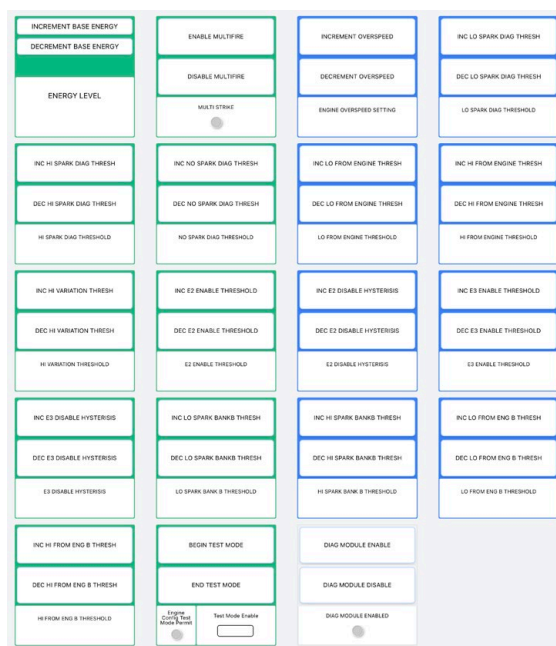 INCREMENT BASE ENERGY
DECREMENT BASE ENERGY
ENERGY LEVEL
ENABLE MULTIFIRE
DISABLE MULTIFIRE
MULTI STRIKE
INCREMENT OVERSPEED
DECREMENT OVERSPEED
ENGINE OVERSPEED SETTING
INC LO SPARK DIAG THRESH
DEC LO SPARK DIAG THRESH
LO SPARK DIAG THRESHOLD
INC HI SPARK DIAG THRESH
DEC HI SPARK DIAG THRESH
HI SPARK DIAG THRESHOLD
INC NO SPARK DIAG THRESH
DEC NO SPARK DIAG THRESH
NO SPARK DIAG THRESHOLD
INC LO FROM ENGINE THRESH
DEC LO FROM ENGINE THRESH
LO FROM ENGINE THRESHOLD
INC HI FROM ENGINE THRESH
DEC HI FROM ENGINE THRESH
HI FROM ENGINE THRESHOLD
INC HI VARIATION THRESH
DEC HI VARIATION THRESH
HI VARIATION THRESHOLD
INC E2 ENABLE THRESHOLD
DEC E2 ENABLE THRESHOLD
E2 ENABLE THRESHOLD
INC E2 DISABLE HYSTERISIS
DEC E2 DISABLE HYSTERISIS
E2 DISABLE HYSTERISIS
INC E3 ENABLE THRESHOLD
DEC E3 ENABLE THRESHOLD
E3 ENABLE THRESHOLD
INC E3 DISABLE HYSTERISIS
DEC E3 DISABLE HYSTERISIS
E3 DISABLE HYSTERISIS
INC LO SPARK BANKB THRESH
DEC LO SPARK BANKB THRESH
LO SPARK BANK B THRESHOLD
INC HI SPARK BANKB THRESH
DEC HI SPARK BANKB THRESH
HI SPARK BANK B THRESHOLD
INC LO FROM ENG B THRESH
DEC LO FROM ENG B THRESH
LO FROM ENG B THRESHOLD
INC HI FROM ENG B THRESH
DEC HI FROM ENG B THRESH
HI FROM ENG B THRESHOLD
BEGIN TEST MODE
END TEST MODE
Engine
Config Test
Mode Permit
Test Mode Enable
DIAG MODULE ENABLE
DIAG MODULE DISABLE
DIAG MODULE ENABLED